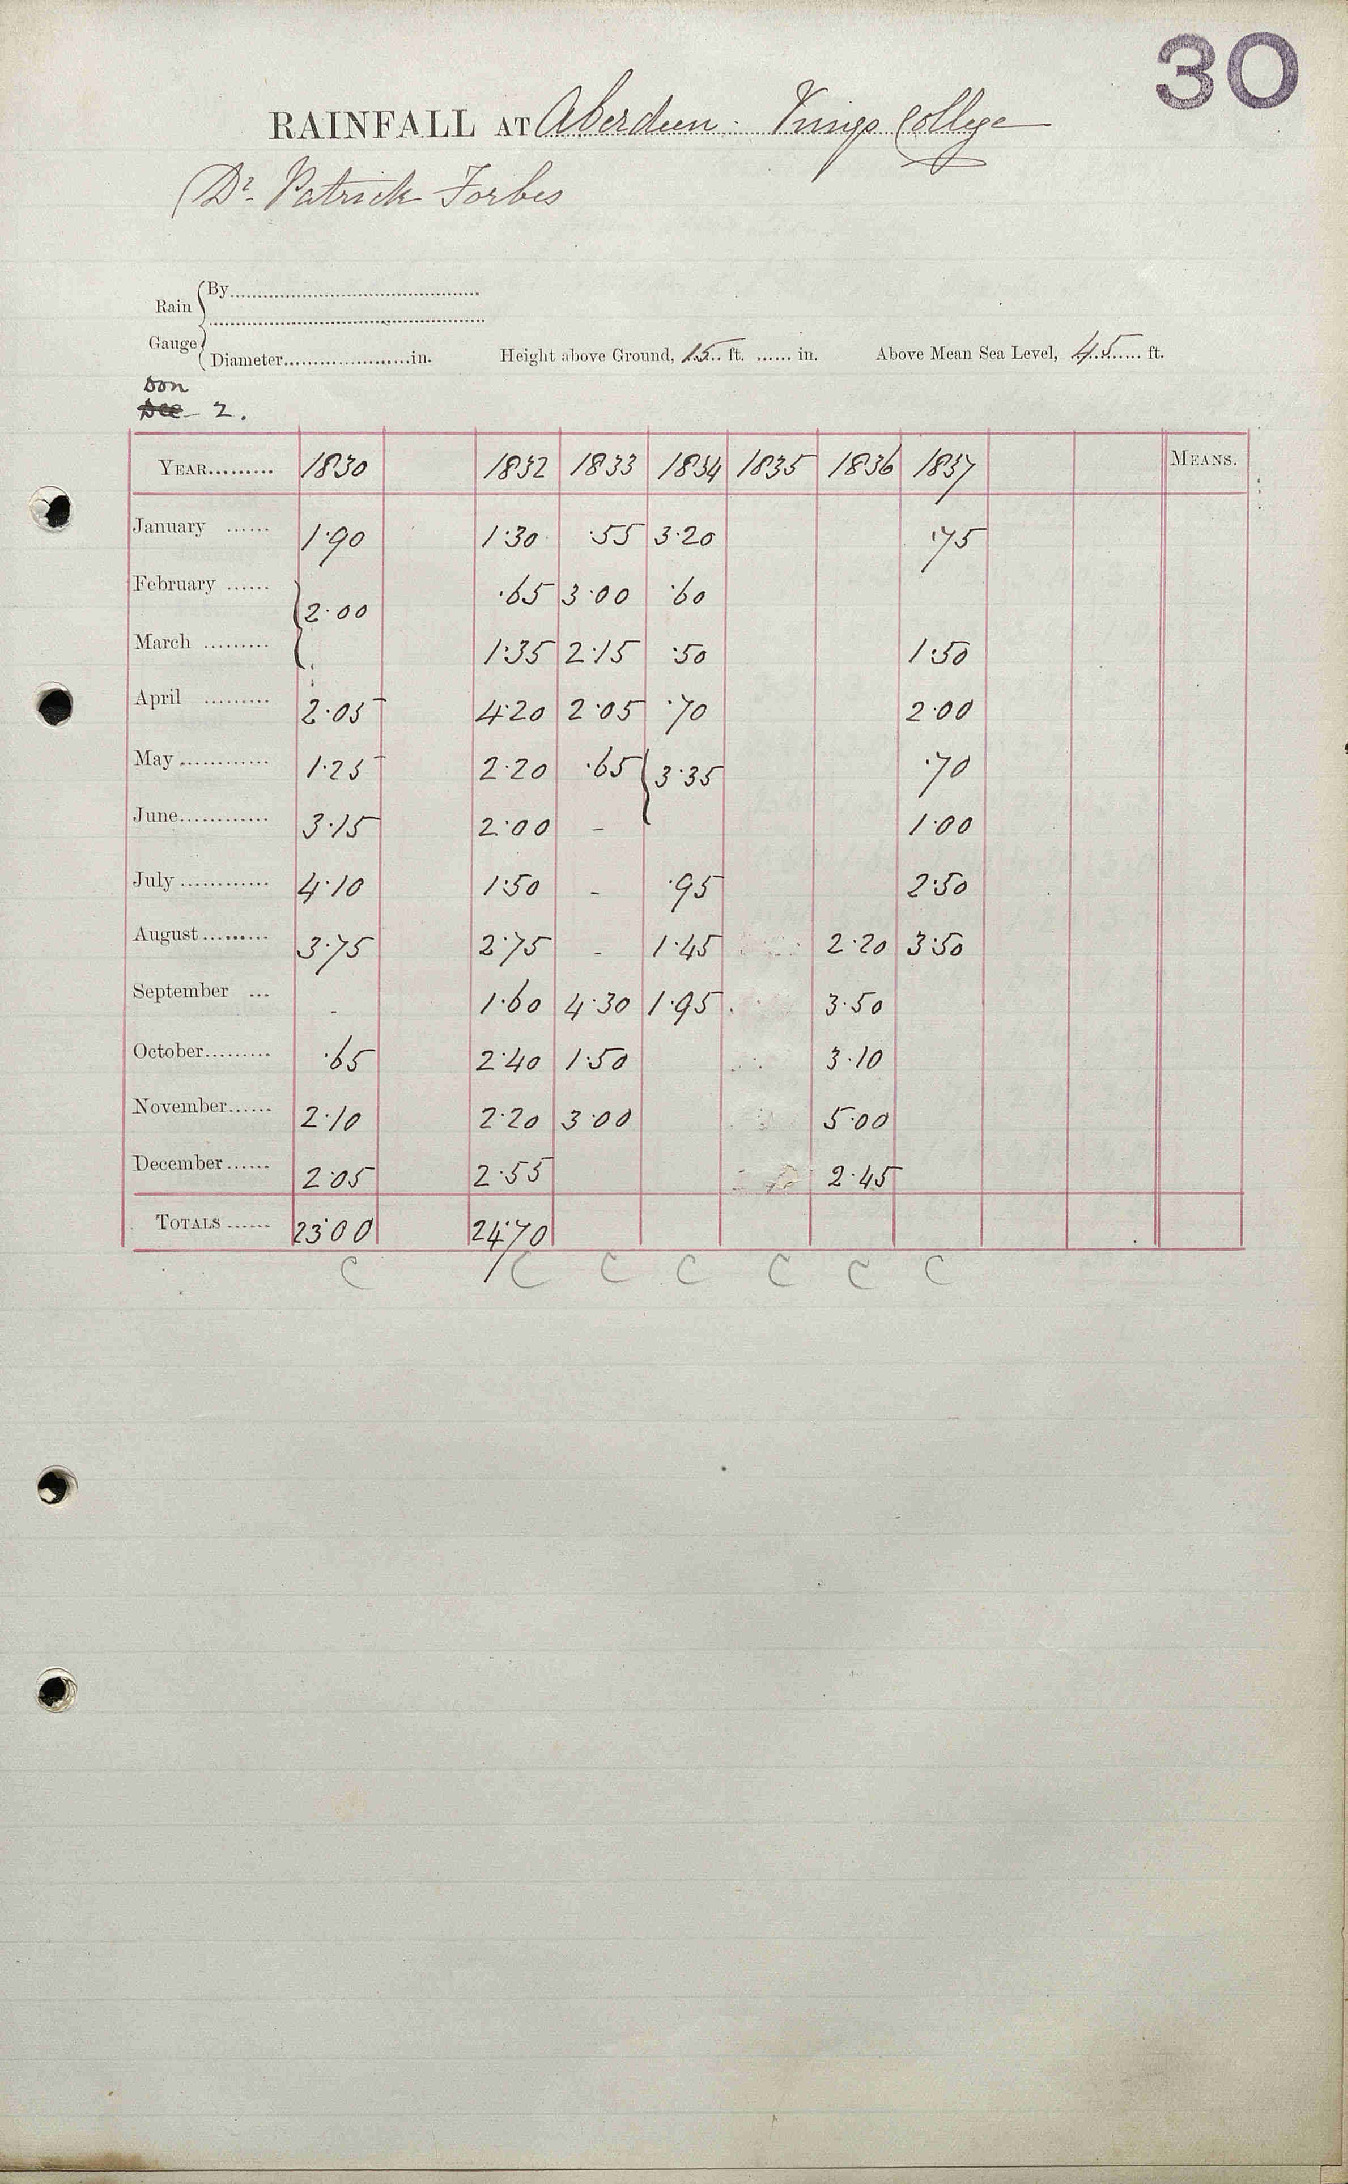 30
RAINFALL AT Aberdeen. Kings College
Dr. Patrick Forbes
Rain Gauge { By
Diameter in. Height above Ground, 15 ft. in. Above Mean Sea Level, 45 ft.
Don
Dee - 2.
YEAR 1830 1832 1833 1834 1835 1836 1837 MEANS.
January 1.90 1.30 .55 3.20 .75
February } 2.00 .65 3.00 .60
March 1.35 2.15 .50 1.50
April 2.05 4.20 2.05 .70 2.00
May 1.25 2.20 .65 } 3.35 .70
June 3.15 2.00 - 1.00
July 4.10 1.50 - .95 2.50
August 3.75 2.75 - 1.45 2.20 3.50
September - 1.60 4.30 1.95 3.50
October .65 2.40 1.50 3.10
November 2.10 2.20 3.00 5.00
December 2.05 2.55 2.45
TOTALS 23.00 24.70
C C C C C C C